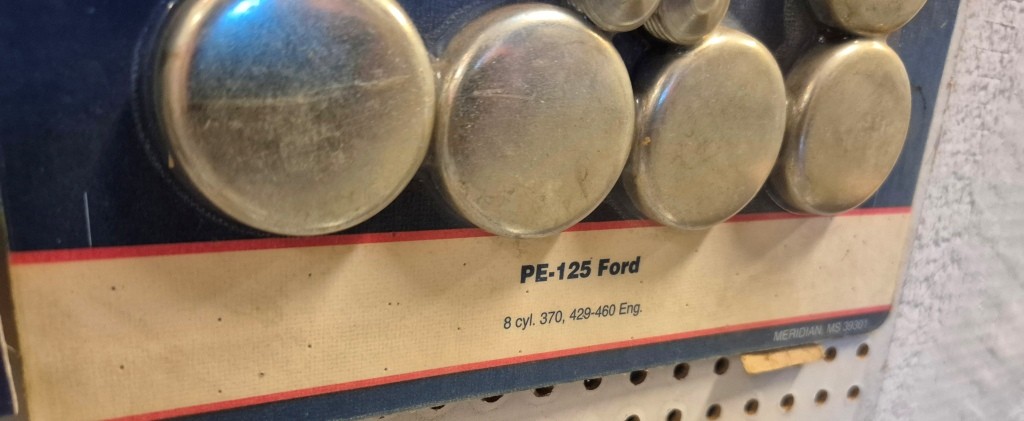 PE-125 Ford
8 cyl. 370, 429-460 Eng.
MERIDIAN, MS 39301